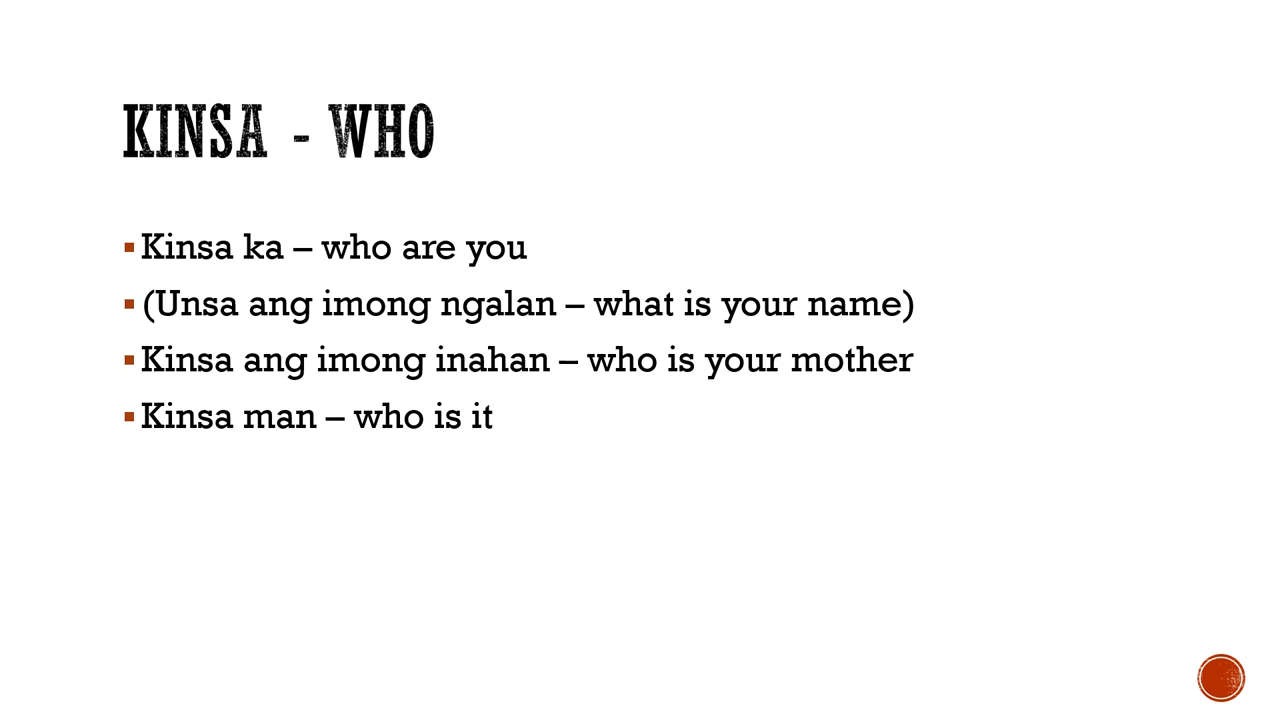 KINSA - WHO
Kinsa ka – who are you
(Unsa ang imong ngalan – what is your name)
Kinsa ang imong inahan – who is your mother
Kinsa man – who is it